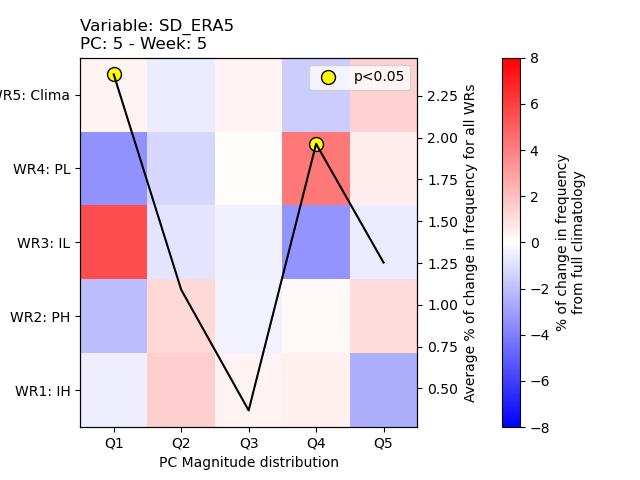 Variable: SD_ERA5
PC: 5 - Week: 5
p<0.05
WR5: Clima
WR4: PL
WR3: IL
WR2: PH
WR1: IH
Q1 Q2 Q3 Q4 Q5
PC Magnitude distribution
2.25
2.00
1.75
1.50
1.25
1.00
0.75
0.50
Average % of change in frequency for all WRs
8
6
4
2
0
−2
−4
−6
−8
% of change in frequency
from full climatology